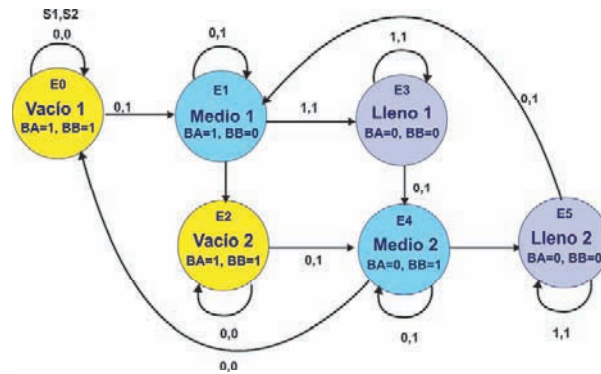 S1,S2
0,0
E0
Vacío 1
BA=1, BB=1
0,1
0,1
E1
Medio 1
BA=1, BB=0
1,1
1,1
E3
Lleno 1
BA=0, BB=0
0,1
0,1
E2
Vacío 2
BA=1, BB=1
0,0
0,1
E4
Medio 2
BA=0, BB=1
0,1
E5
Lleno 2
BA=0, BB=0
1,1
0,0